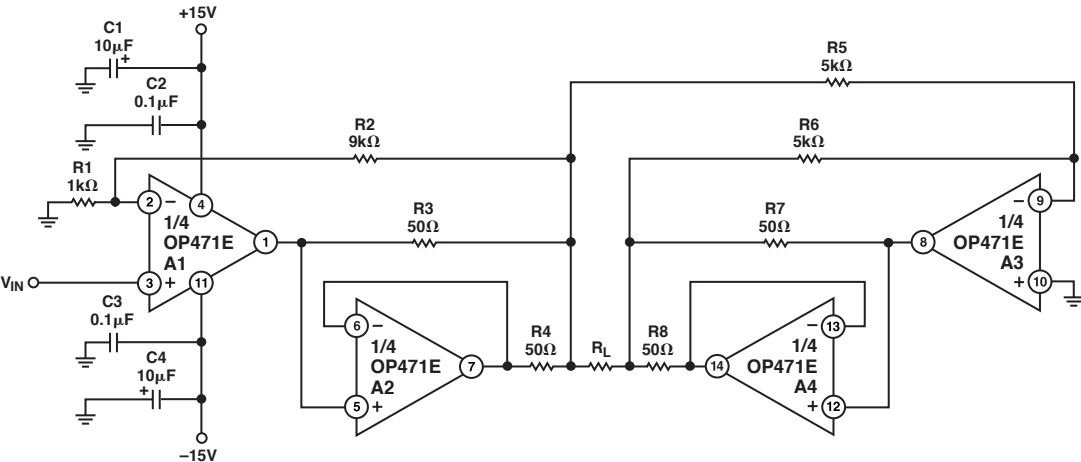 +15V
C1
10μF
+
C2
0.1μF
R5
5kΩ
R2
9kΩ
R6
5kΩ
R1
1kΩ
2
−
4
1/4
OP471E
A1
1
3
+
11
VIN
R3
50Ω
R7
50Ω
8
−
9
1/4
OP471E
A3
+
10
C3
0.1μF
C4
+
10μF
−15V
6
−
1/4
OP471E
A2
7
5
+
R4
50Ω
RL
R8
50Ω
14
−
13
1/4
OP471E
A4
+
12